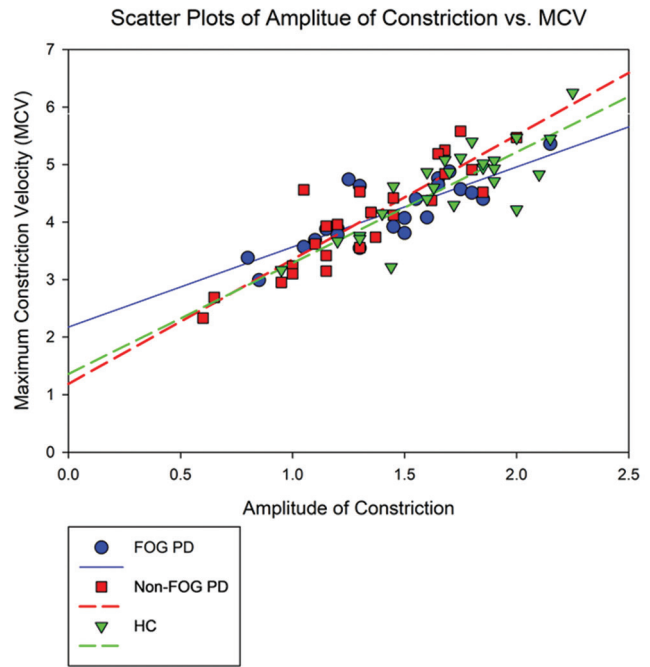 Scatter Plots of Amplitue of Constriction vs. MCV
Maximum Constriction Velocity (MCV)
7
6
5
4
3
2
1
0
0.0 0.5 1.0 1.5 2.0 2.5
Amplitude of Constriction
FOG PD
Non-FOG PD
HC